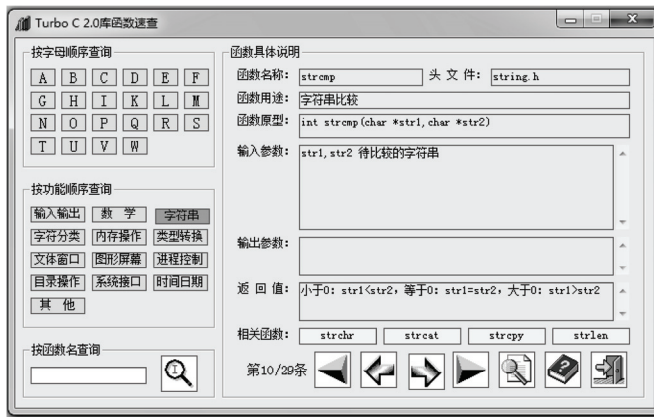 Turbo C 2.0库函数速查
按字母顺序查询
A B C D E F
G H I K L M
N O P Q R S
T U V W
按功能顺序查询
输入输出 数 学 字符串
字符分类 内存操作 类型转换
文体窗口 图形屏幕 进程控制
目录操作 系统接口 时间日期
其 他
按函数名查询
函数具体说明
函数名称: strcmp 头 文 件: string.h
函数用途: 字符串比较
函数原型: int strcmp(char *str1,char *str2)
输入参数: str1,str2 待比较的字符串
输出参数:
返 回 值: 小于0: str1<str2, 等于0: str1=str2, 大于0: str1>str2
相关函数: strchr strcat strcpy strlen
第10/29条